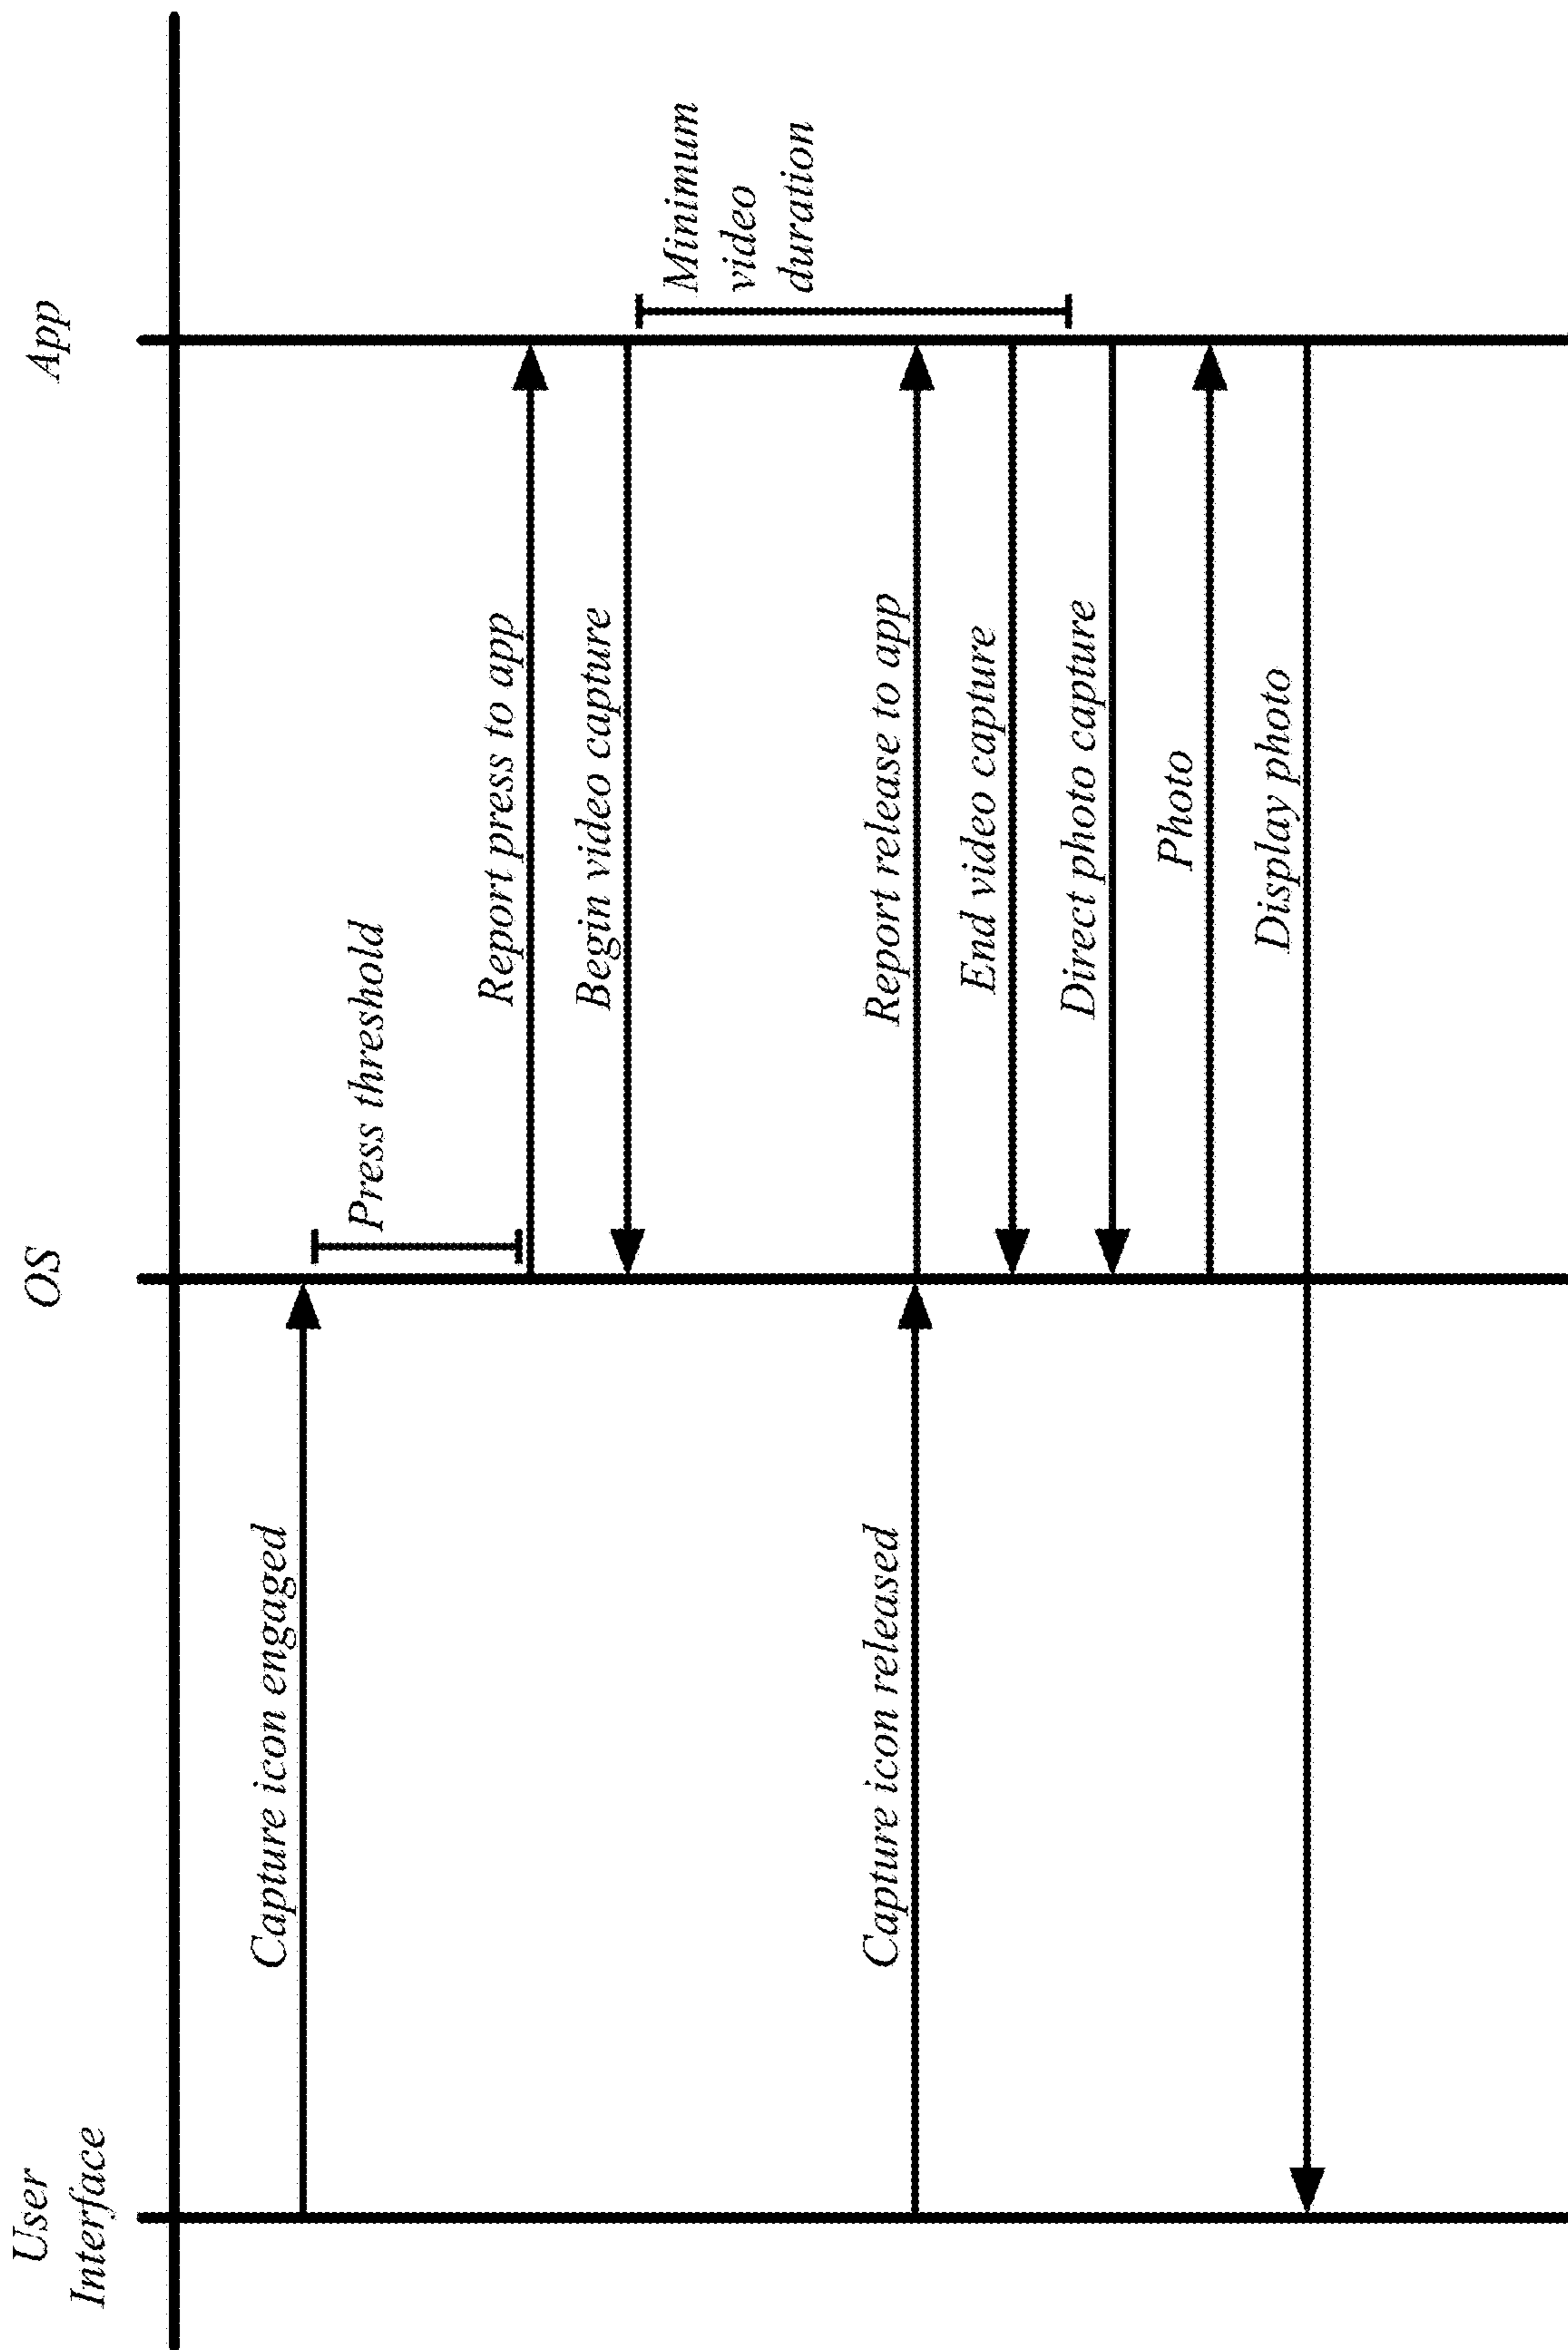 User
Interface
OS
App
Capture icon engaged
Press threshold
Report press to app
Begin video capture
Minimum
video
duration
Capture icon released
Report release to app
End video capture
Direct photo capture
Photo
Display photo